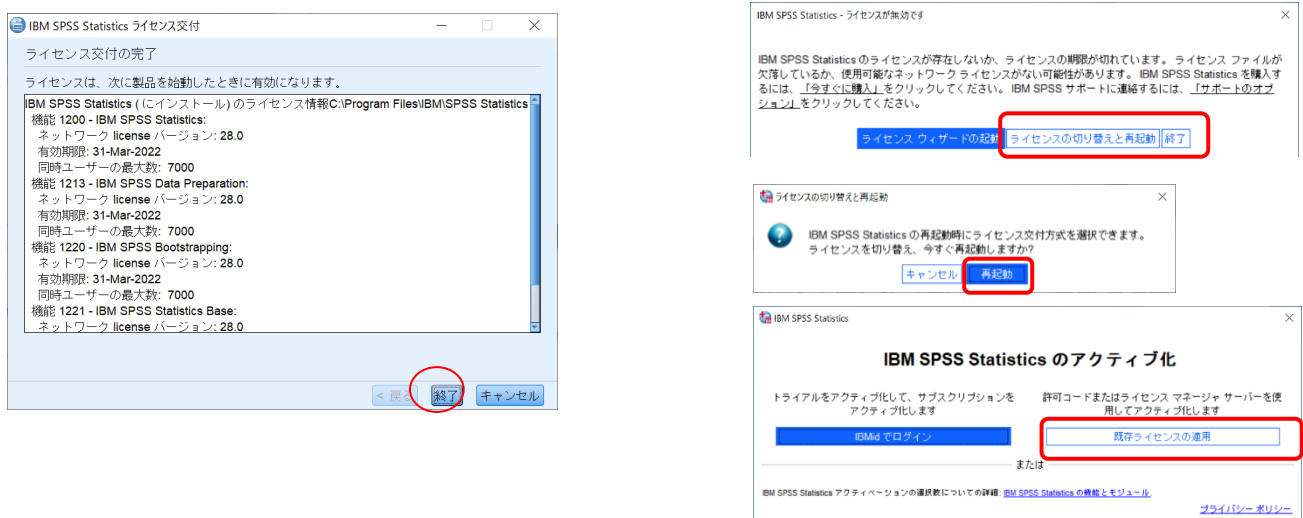 IBM SPSS Statistics ライセンス交付
ライセンス交付の完了
ライセンスは、次に製品を始動したときに有効になります。
IBM SPSS Statistics ( にインストール) のライセンス情報C:\Program Files\IBM\SPSS Statistics
機能 1200 - IBM SPSS Statistics:
ネットワーク license バージョン: 28.0
有効期限: 31-Mar-2022
同時ユーザーの最大数: 7000
機能 1213 - IBM SPSS Data Preparation:
ネットワーク license バージョン: 28.0
有効期限: 31-Mar-2022
同時ユーザーの最大数: 7000
機能 1220 - IBM SPSS Bootstrapping:
ネットワーク license バージョン: 28.0
有効期限: 31-Mar-2022
同時ユーザーの最大数: 7000
機能 1221 - IBM SPSS Statistics Base:
ネットワーク license バージョン: 28.0
< 戻る 終了 キャンセル
IBM SPSS Statistics - ライセンスが無効です
IBM SPSS Statistics のライセンスが存在しないか、ライセンスの期限が切れています。 ライセンス ファイルが
欠落しているか、使用可能なネットワーク ライセンスがない可能性があります。 IBM SPSS Statistics を購入す
るには、「今すぐに購入」をクリックしてください。 IBM SPSS サポートに連絡するには、「サポートのオプ
ション」をクリックしてください。
ライセンス ウィザードの起動 ライセンスの切り替えと再起動 終了
ライセンスの切り替えと再起動
IBM SPSS Statistics の再起動時にライセンス交付方式を選択できます。
ライセンスを切り替え、今すぐ再起動しますか?
キャンセル 再起動
IBM SPSS Statistics
IBM SPSS Statistics のアクティブ化
トライアルをアクティブ化して、サブスクリプションを
アクティブ化します
許可コードまたはライセンス マネージャ サーバーを使
用してアクティブ化します
IBMid でログイン 既存ライセンスの適用
または
IBM SPSS Statistics アクティベーションの選択肢についての詳細: IBM SPSS Statistics の機能とモジュール.
プライバシー ポリシー